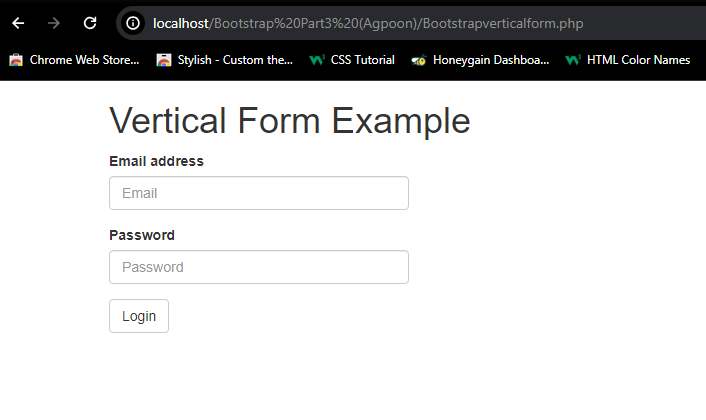 localhost/Bootstrap%20Part3%20(Agpoon)/Bootstrapverticalform.php
Chrome Web Store... Stylish - Custom the... CSS Tutorial Honeygain Dashboa... HTML Color Names
Vertical Form Example
Email address
Email
Password
Password
Login